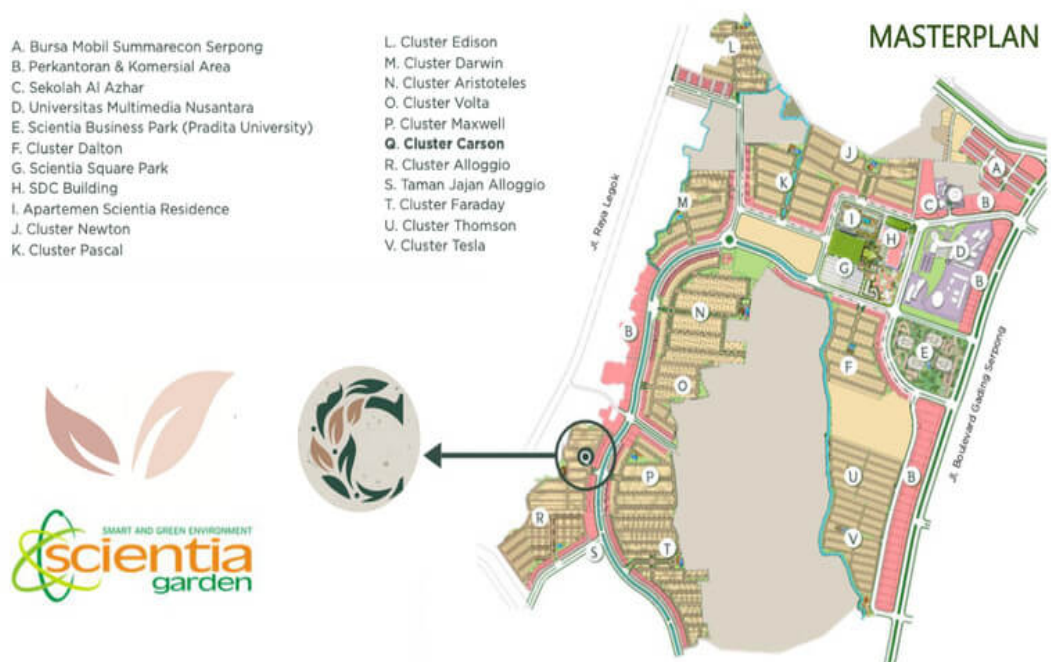 MASTERPLAN
A. Bursa Mobil Summarecon Serpong
B. Perkantoran & Komersial Area
C. Sekolah Al Azhar
D. Universitas Multimedia Nusantara
E. Scientia Business Park (Pradita University)
F. Cluster Dalton
G. Scientia Square Park
H. SDC Building
I. Apartemen Scientia Residence
J. Cluster Newton
K. Cluster Pascal
L. Cluster Edison
M. Cluster Darwin
N. Cluster Aristoteles
O. Cluster Volta
P. Cluster Maxwell
Q. Cluster Carson
R. Cluster Alloggio
S. Taman Jajan Alloggio
T. Cluster Faraday
U. Cluster Thomson
V. Cluster Tesla
L
J
A
K
C
B
M
I
H
D
G
B
N
B
E
F
O
P
U
B
R
V
S
T
Jl. Raya Legok
Jl. Boulevard Gading Serpong
C
SMART AND GREEN ENVIRONMENT
scientia
garden